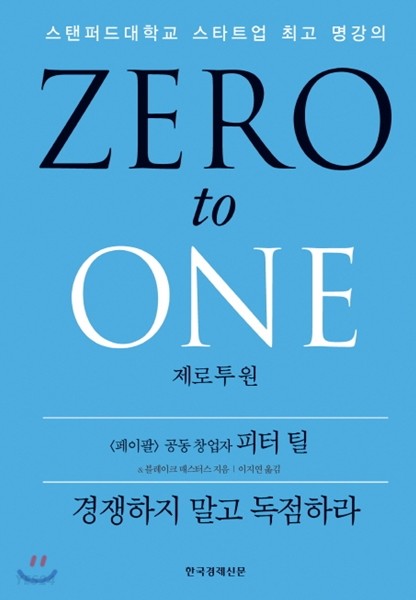 스탠퍼드대학교 스타트업 최고 명강의
ZERO
to
ONE
제로투원
〈페이팔〉 공동 창업자 피터 틸
& 블레이크 매스터스 지음 | 이지연 옮김
경쟁하지 말고 독점하라
한국경제신문